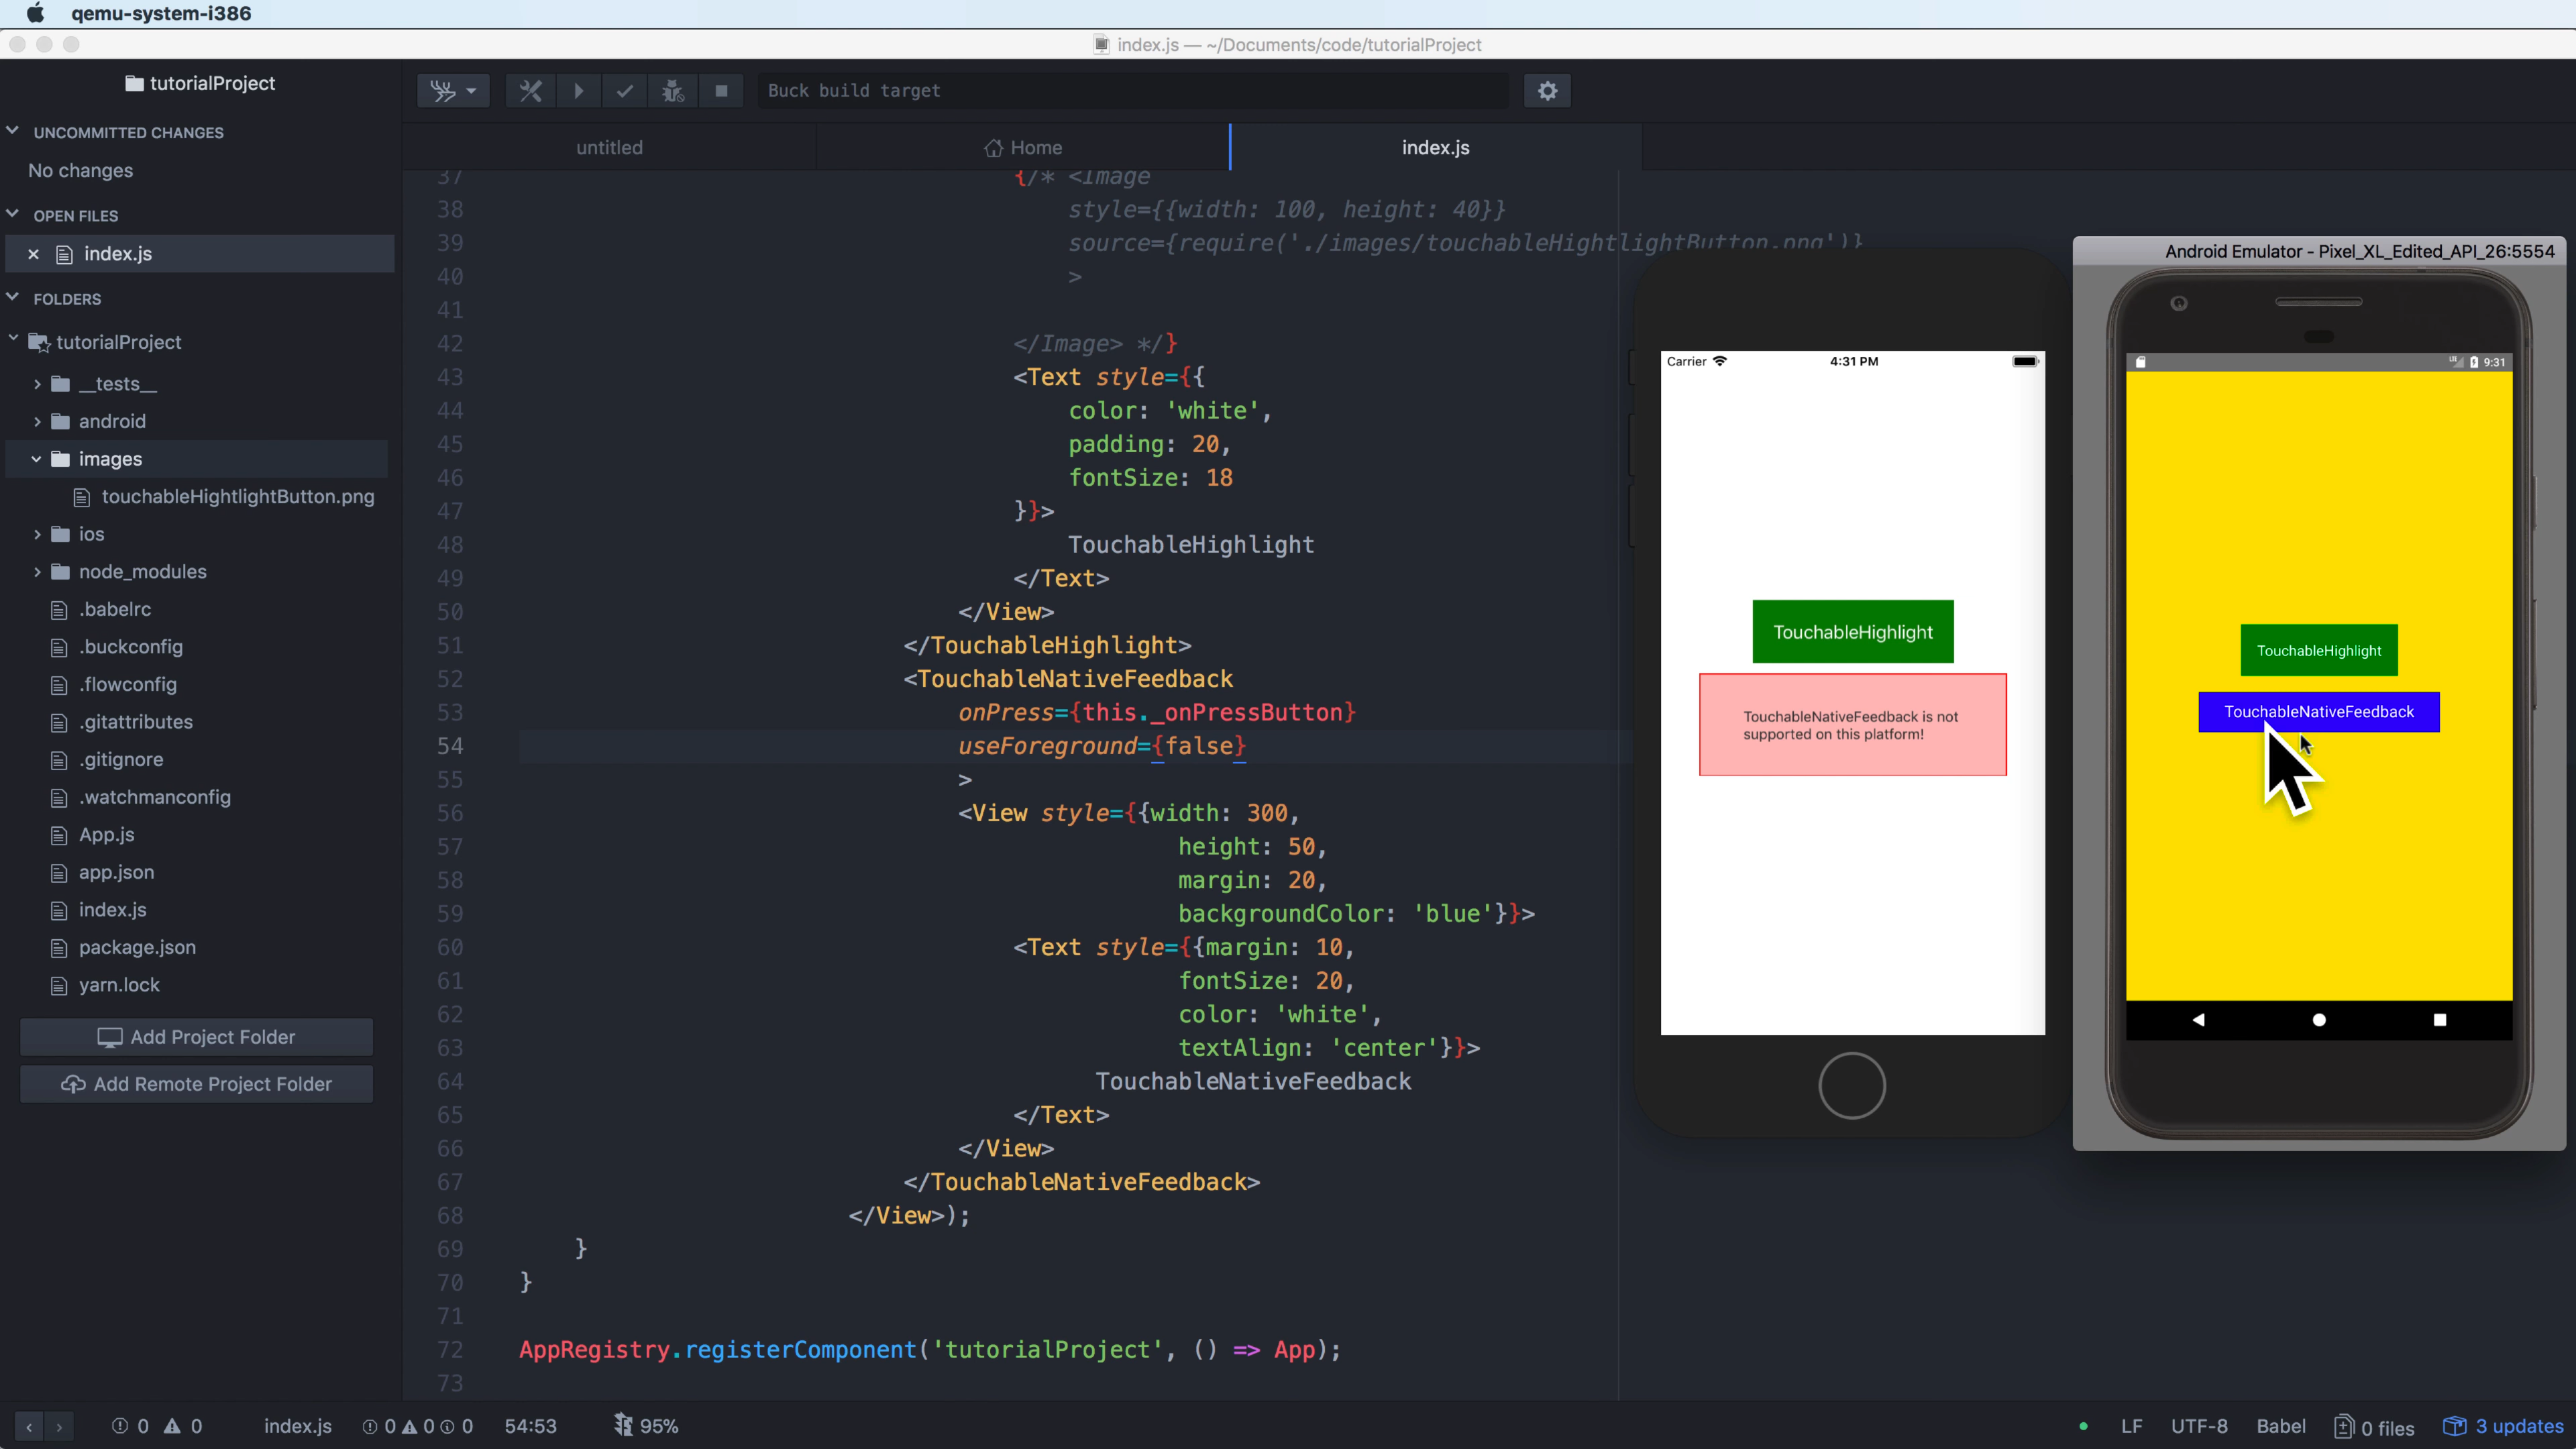 qemu-system-i386
index.js — ~/Documents/code/tutorialProject
tutorialProject
Buck build target
UNCOMMITTED CHANGES
No changes
OPEN FILES
index.js
FOLDERS
tutorialProject
__tests__
android
images
touchableHightlightButton.png
ios
node_modules
.babelrc
.buckconfig
.flowconfig
.gitattributes
.gitignore
.watchmanconfig
App.js
app.json
index.js
package.json
yarn.lock
Add Project Folder
Add Remote Project Folder
untitled
Home
index.js
37 {/* <Image
38 style={{width: 100, height: 40}}
39 source={require('./images/touchableHightlightButton.png')}
40 >
41
42 </Image> */}
43 <Text style={{
44 color: 'white',
45 padding: 20,
46 fontSize: 18
47 }}>
48 TouchableHighlight
49 </Text>
50 </View>
51 </TouchableHighlight>
52 <TouchableNativeFeedback
53 onPress={this._onPressButton}
54 useForeground={false}
55 >
56 <View style={{width: 300,
57 height: 50,
58 margin: 20,
59 backgroundColor: 'blue'}}>
60 <Text style={{margin: 10,
61 fontSize: 20,
62 color: 'white',
63 textAlign: 'center'}}>
64 TouchableNativeFeedback
65 </Text>
66 </View>
67 </TouchableNativeFeedback>
68 </View>);
69 }
70 }
71
72 AppRegistry.registerComponent('tutorialProject', () => App);
73
Carrier 4:31 PM
TouchableHighlight
TouchableNativeFeedback is not
supported on this platform!
Android Emulator - Pixel_XL_Edited_API_26:5554
9:31
TouchableHighlight
TouchableNativeFeedback
0 0 index.js 0 0 0 54:53 95%
LF UTF-8 Babel 0 files 3 updates